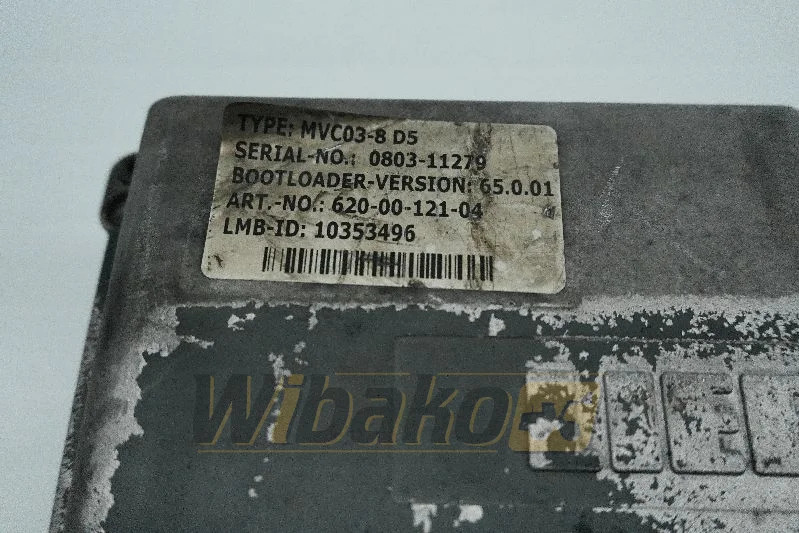 TYPE: MVC03-8 D5
SERIAL-NO.: 0803-11279
BOOTLOADER-VERSION: 65.0.01
ART.-NO.: 620-00-121-04
LMB-ID: 10353496
Wibako